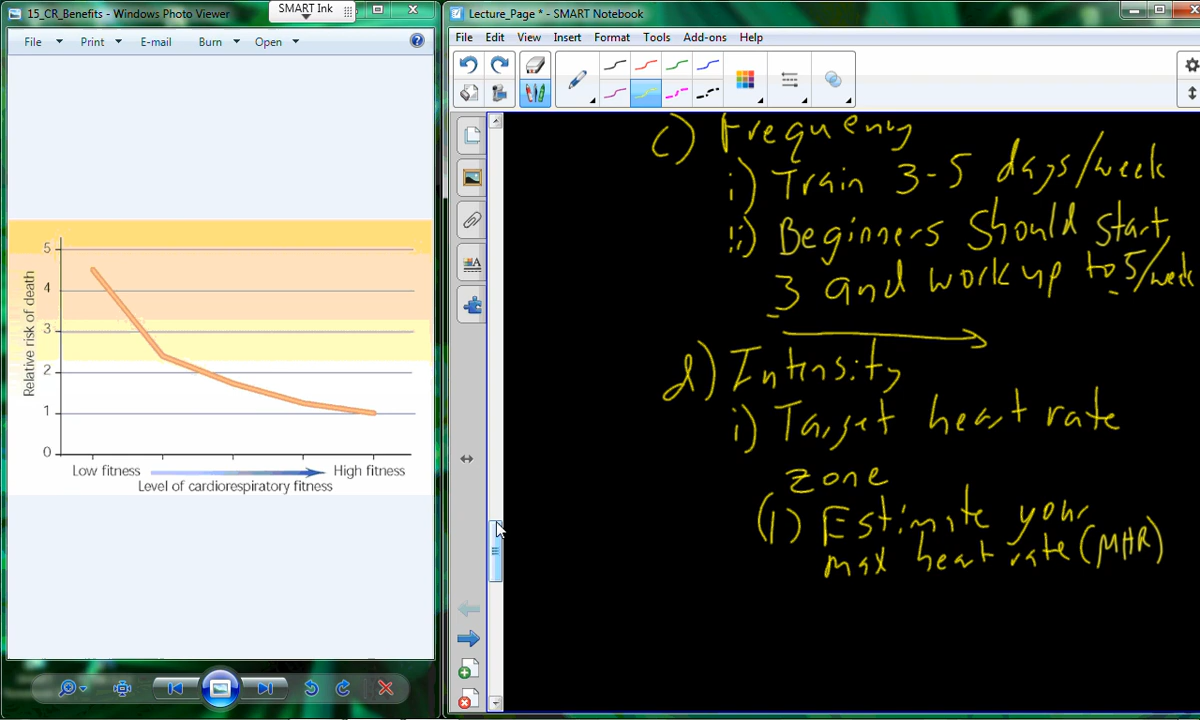 15_CR_Benefits - Windows Photo Viewer
SMART Ink
File Print E-mail Burn Open
5
4
3
2
1
0
Relative risk of death
Low fitness High fitness
Level of cardiorespiratory fitness
Lecture_Page * - SMART Notebook
File Edit View Insert Format Tools Add-ons Help
c) Frequency
i) Train 3-5 days/week
ii) Beginners should start
3 and work up to 5/week
d) Intensity
i) Target heart rate
zone
(1) Estimate your
max heart rate (MHR)